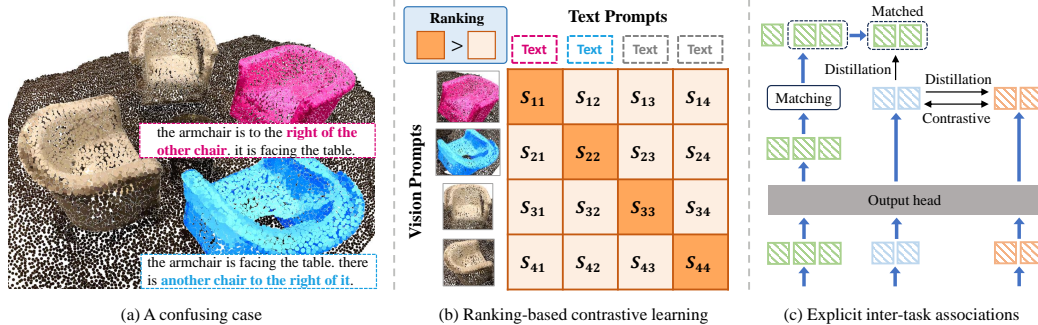 the armchair is to the right of the
other chair. it is facing the table.
the armchair is facing the table. there
is another chair to the right of it.
(a) A confusing case
Ranking
>
Text Prompts
Text Text Text Text
Vision Prompts
S11 S12 S13 S14
S21 S22 S23 S24
S31 S32 S33 S34
S41 S42 S43 S44
(b) Ranking-based contrastive learning
Matched
Distillation
Distillation
Matching
Contrastive
Output head
(c) Explicit inter-task associations